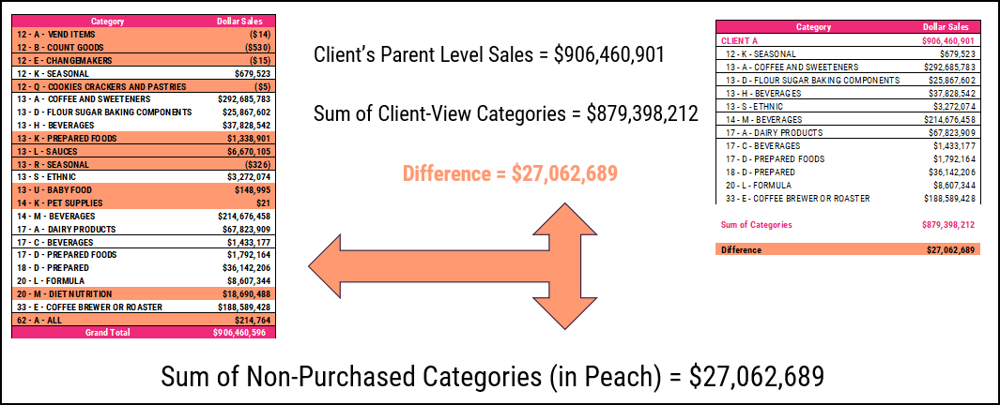 Category Dollar Sales
12 - A - VEND ITEMS ($14)
12 - B - COUNT GOODS ($530)
12 - E - CHANGEMAKERS ($15)
12 - K - SEASONAL $679,523
12 - Q - COOKIES CRACKERS AND PASTRIES ($5)
13 - A - COFFEE AND SWEETENERS $292,685,783
13 - D - FLOUR SUGAR BAKING COMPONENTS $25,867,602
13 - H - BEVERAGES $37,828,542
13 - K - PREPARED FOODS $1,338,901
13 - L - SAUCES $6,670,105
13 - R - SEASONAL ($326)
13 - S - ETHNIC $3,272,074
13 - U - BABY FOOD $148,995
14 - K - PET SUPPLIES $21
14 - M - BEVERAGES $214,676,458
17 - A - DAIRY PRODUCTS $67,823,909
17 - C - BEVERAGES $1,433,177
17 - D - PREPARED FOODS $1,792,164
18 - D - PREPARED $36,142,206
20 - L - FORMULA $8,607,344
20 - M - DIET NUTRITION $18,690,488
33 - E - COFFEE BREWER OR ROASTER $188,589,428
62 - A - ALL $214,764
Grand Total $906,460,596
Client’s Parent Level Sales = $906,460,901
Sum of Client-View Categories = $879,398,212
Difference = $27,062,689
Category Dollar Sales
CLIENT A $906,460,901
12 - K - SEASONAL $679,523
13 - A - COFFEE AND SWEETENERS $292,685,783
13 - D - FLOUR SUGAR BAKING COMPONENTS $25,867,602
13 - H - BEVERAGES $37,828,542
13 - S - ETHNIC $3,272,074
14 - M - BEVERAGES $214,676,458
17 - A - DAIRY PRODUCTS $67,823,909
17 - C - BEVERAGES $1,433,177
17 - D - PREPARED FOODS $1,792,164
18 - D - PREPARED $36,142,206
20 - L - FORMULA $8,607,344
33 - E - COFFEE BREWER OR ROASTER $188,589,428
Sum of Categories $879,398,212
Difference $27,062,689
Sum of Non-Purchased Categories (in Peach) = $27,062,689